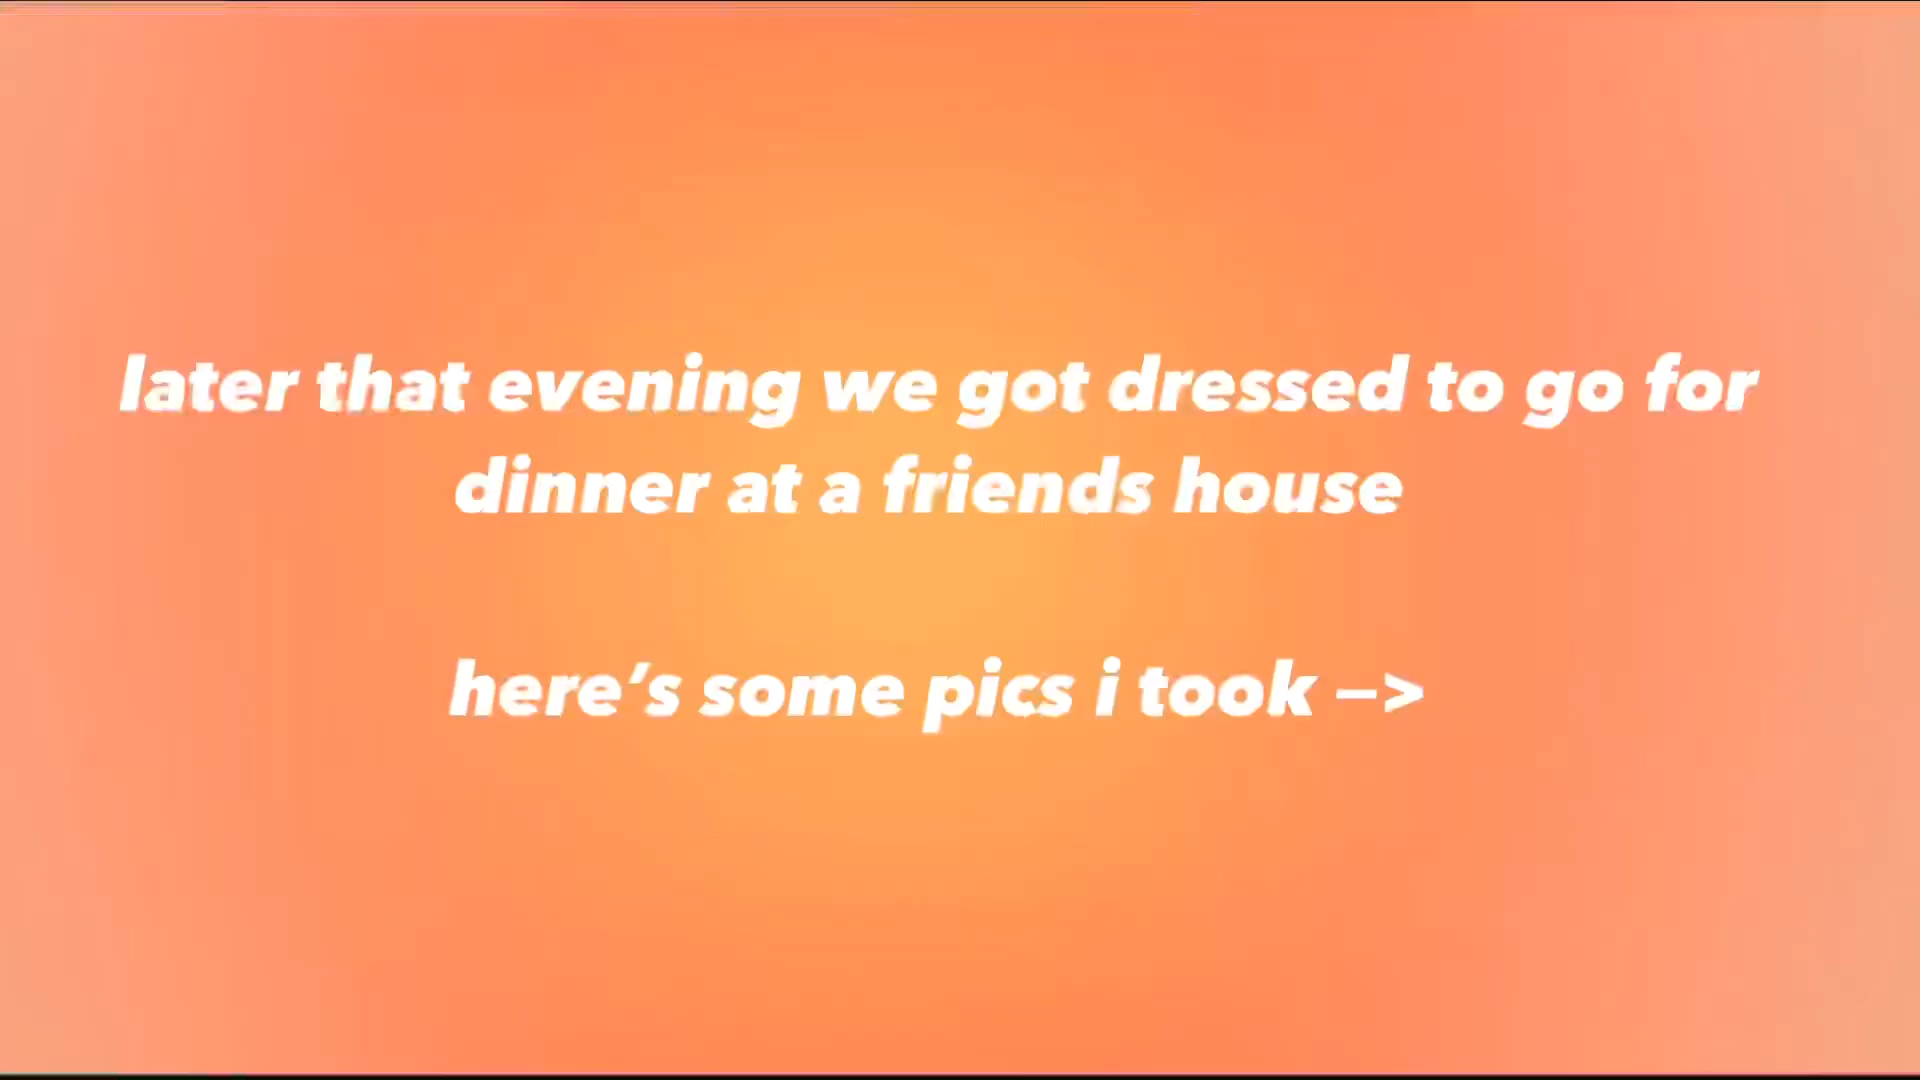 later that evening we got dressed to go for
dinner at a friends house
here’s some pics i took —>